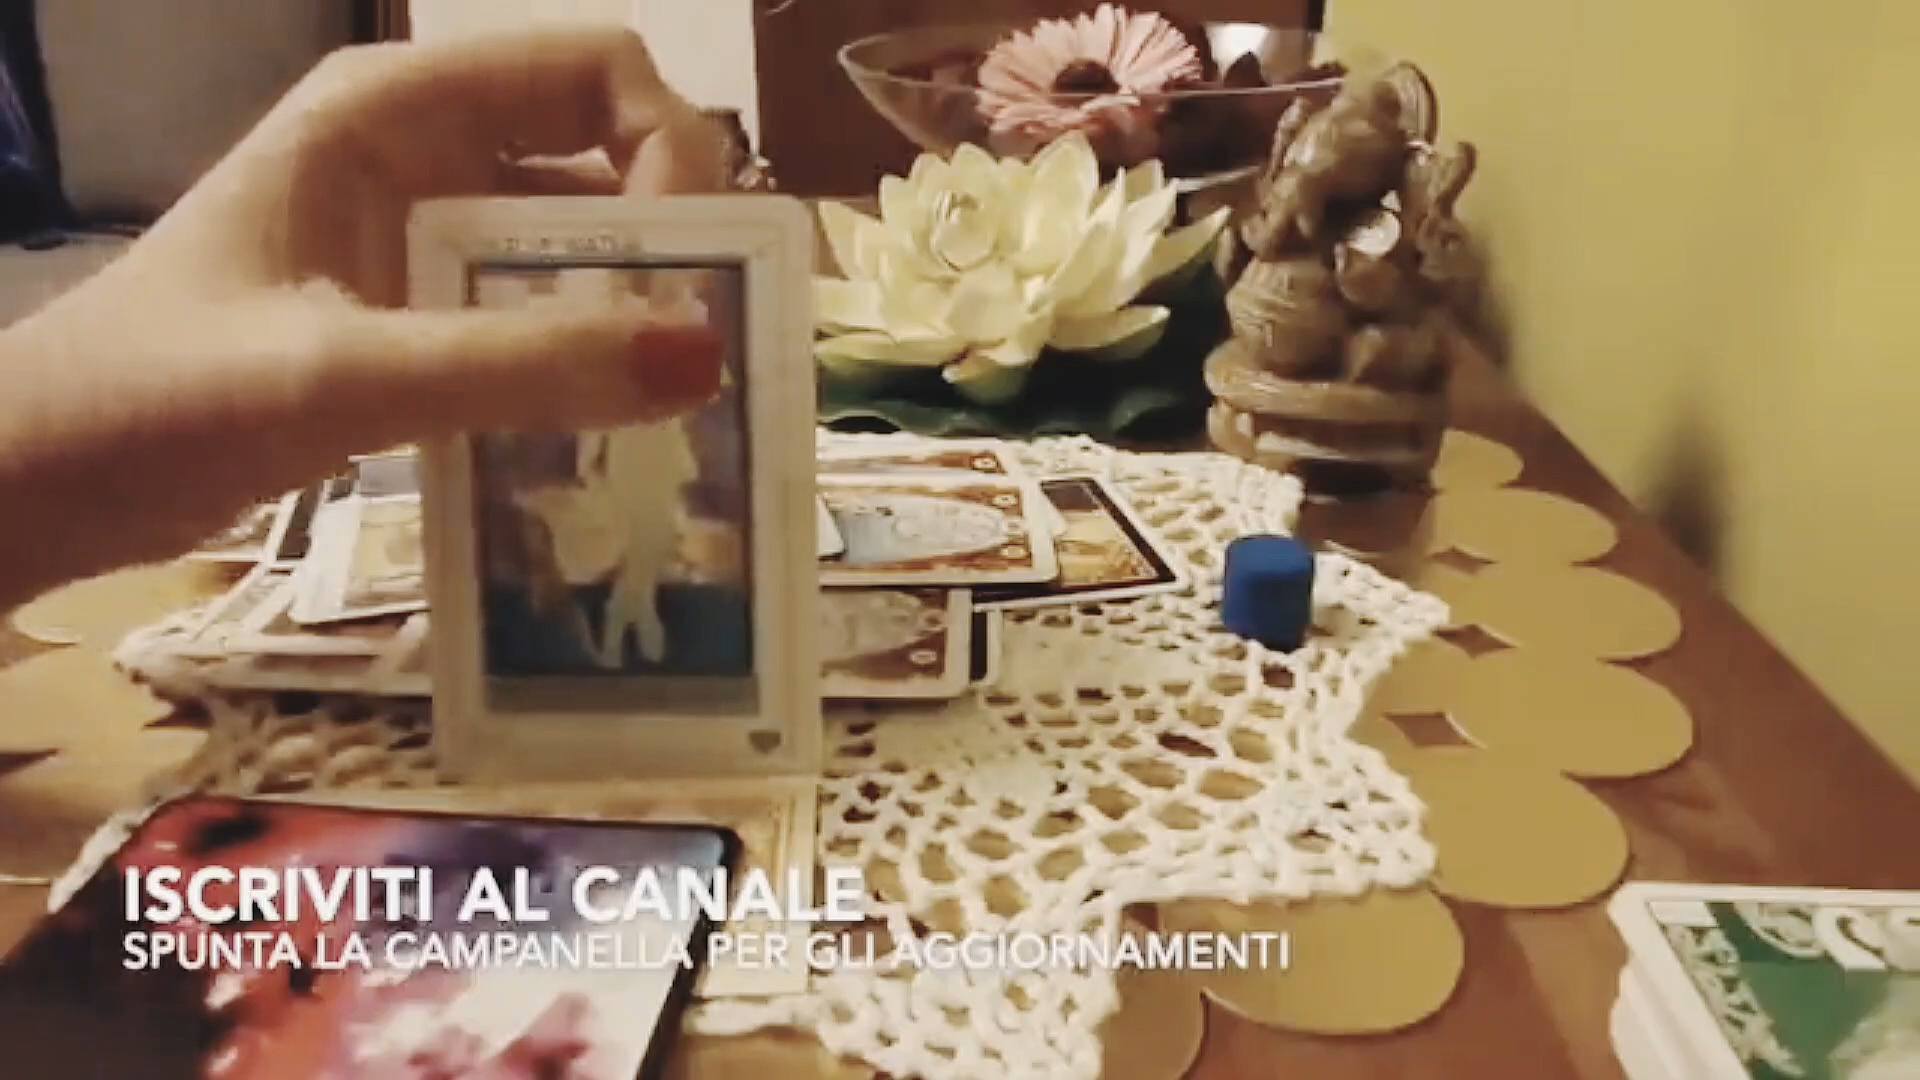 ISCRIVITI AL CANALE
SPUNTA LA CAMPANELLA PER GLI AGGIORNAMENTI